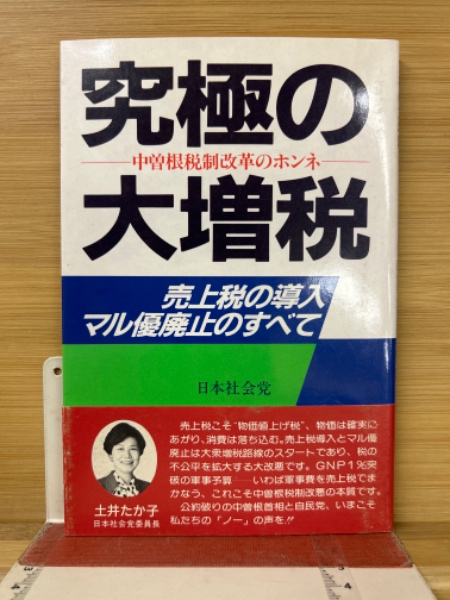 究極の
――中曽根税制改革のホンネ――
大増税
売上税の導入
マル優廃止のすべて
日本社会党
売上税こそ“物価値上げ税”、物価は確実に
あがり、消費は落ち込む。売上税導入とマル優
廃止は大衆増税路線のスタートであり、税の
不公平を拡大する大改悪です。GNP1%突
破の軍事予算――いわば軍事費を売上税でま
かなう、これこそ中曽根税制改悪の本質です。
公約破りの中曽根首相と自民党、いまこそ
私たちの「ノー」の声を!!
土井たか子
日本社会党委員長